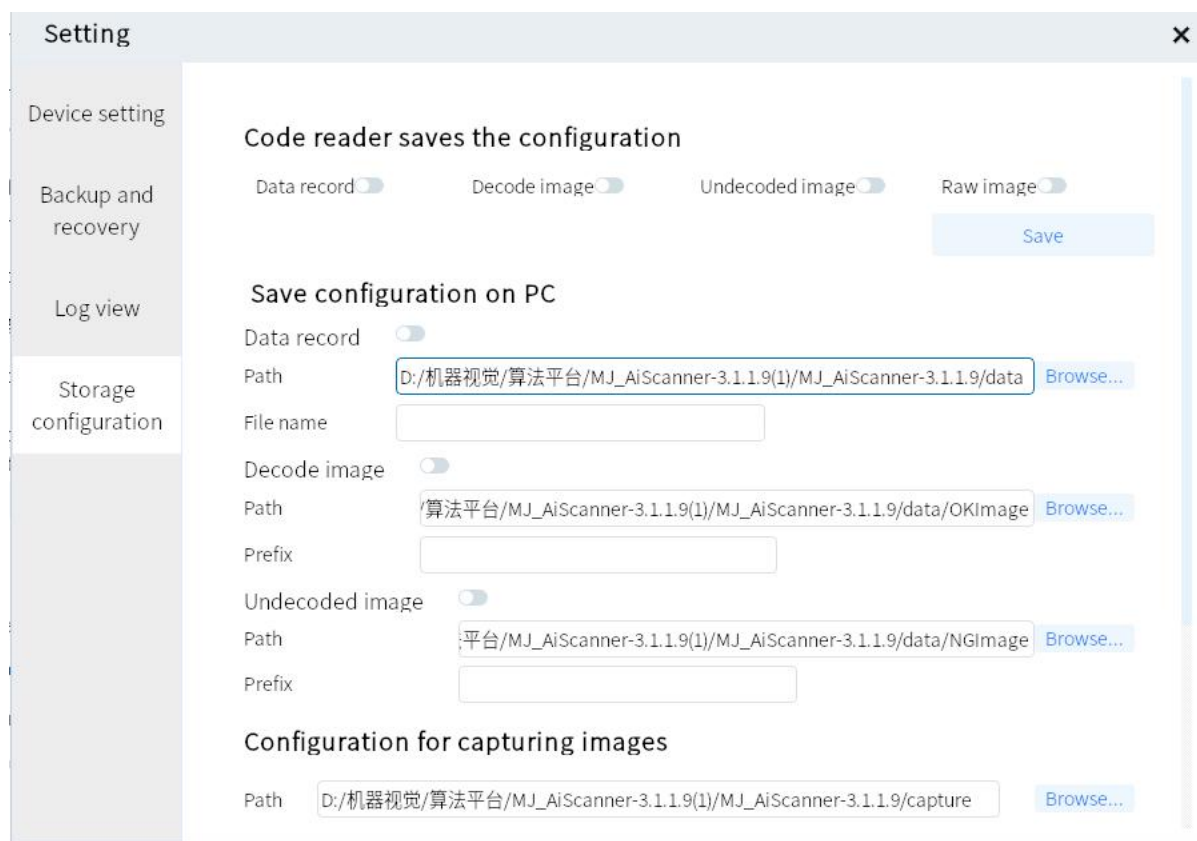 Setting
Device setting
Backup and
recovery
Log view
Storage
configuration
Code reader saves the configuration
Data record Decode image Undecoded image Raw image
Save
Save configuration on PC
Data record
Path D:/机器视觉/算法平台/MJ_AiScanner-3.1.1.9(1)/MJ_AiScanner-3.1.1.9/data Browse...
File name
Decode image
Path /算法平台/MJ_AiScanner-3.1.1.9(1)/MJ_AiScanner-3.1.1.9/data/OKImage Browse...
Prefix
Undecoded image
Path 平台/MJ_AiScanner-3.1.1.9(1)/MJ_AiScanner-3.1.1.9/data/NGImage Browse...
Prefix
Configuration for capturing images
Path D:/机器视觉/算法平台/MJ_AiScanner-3.1.1.9(1)/MJ_AiScanner-3.1.1.9/capture Browse...